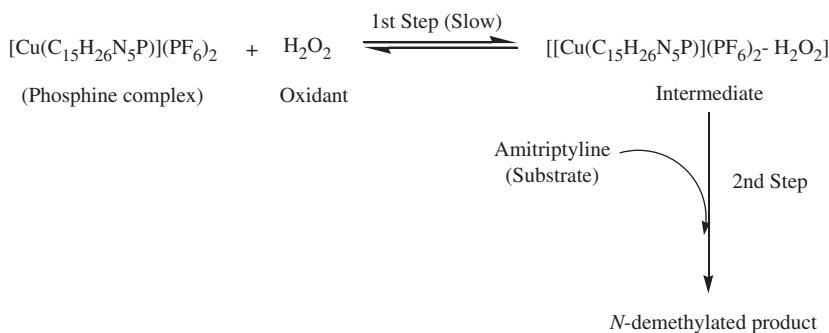 1st Step (Slow)
[Cu(C₁₅H₂₆N₅P)](PF₆)₂ + H₂O₂ [[Cu(C₁₅H₂₆N₅P)](PF₆)₂- H₂O₂]
(Phosphine complex) Oxidant Intermediate
Amitriptyline
(Substrate)
2nd Step
N-demethylated product